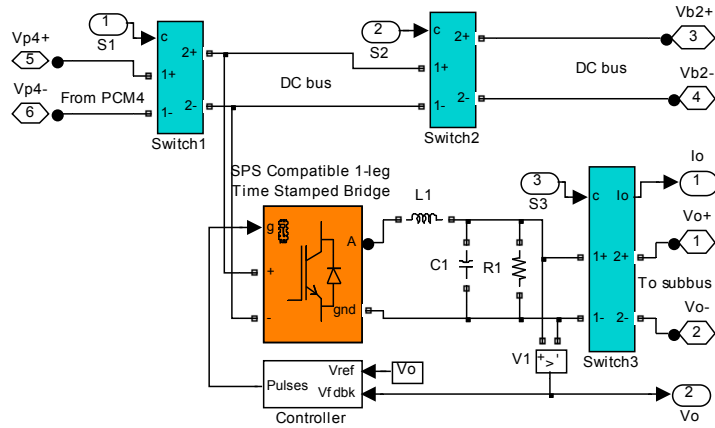 Vp4+
5
1
S1
c
2+
1+
2
S2
c
2+
1+
Vb2+
3
DC bus
DC bus
Vp4-
6
From PCM4
1-
2-
Switch1
1-
2-
Switch2
Vb2-
4
SPS Compatible 1-leg
Time Stamped Bridge
g
A
+
-
gnd
L1
C1
R1
3
S3
c
Io
1+
2+
1-
2-
Switch3
Io
1
Vo+
1
To subbus
Vo-
2
V1
+
-
v
Pulses
Vref
Vfdbk
Controller
Vo
2
Vo